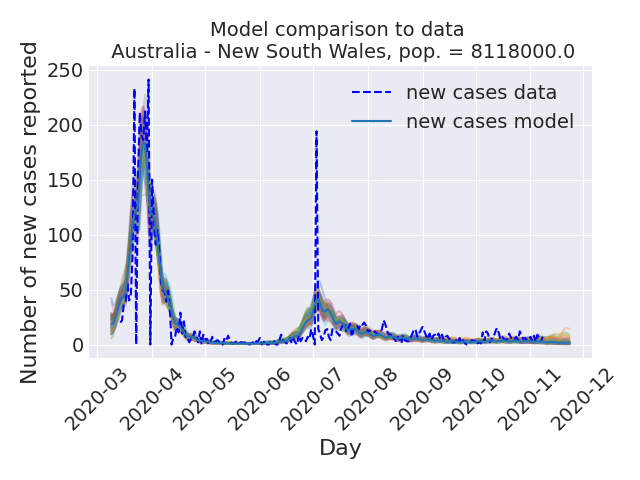 Model comparison to data
Australia - New South Wales, pop. = 8118000.0
Number of new cases reported
250
200
150
100
50
0
new cases data
new cases model
2020-03
2020-04
2020-05
2020-06
2020-07
2020-08
2020-09
2020-10
2020-11
2020-12
Day